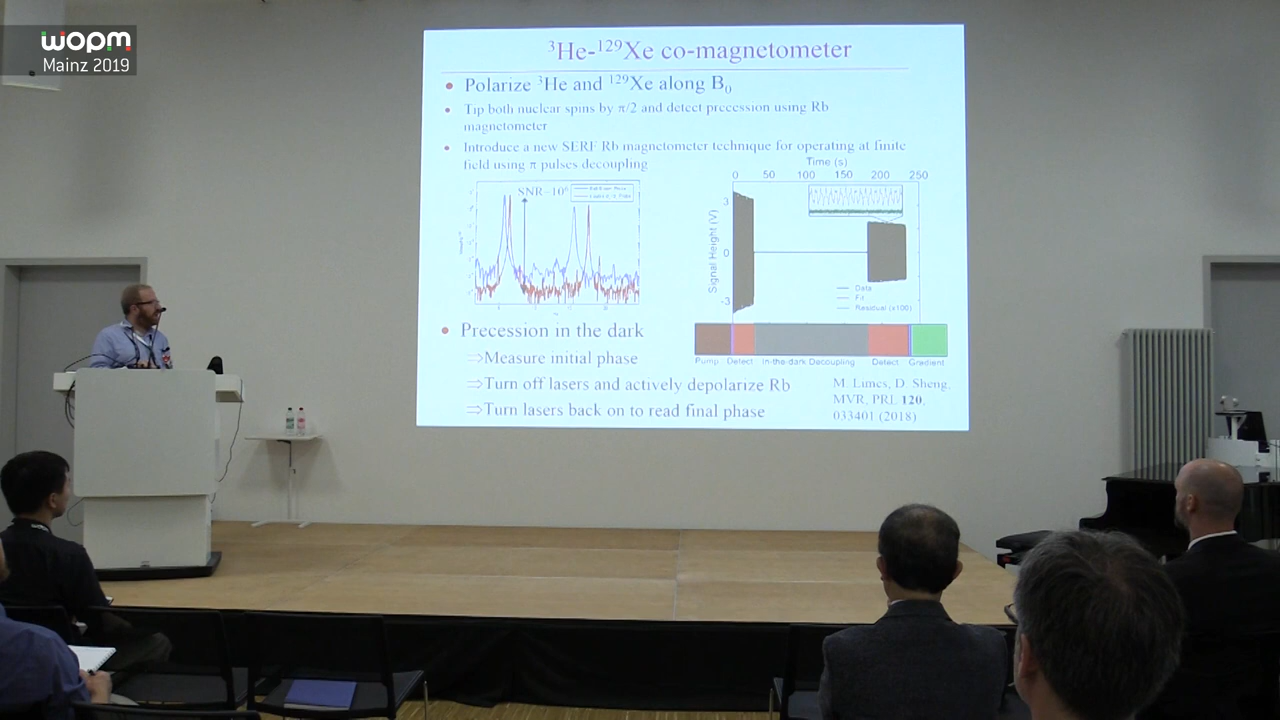 wopm
Mainz 2019
³He-¹²⁹Xe co-magnetometer
• Polarize ³He and ¹²⁹Xe along B₀
• Tip both nuclear spins by π/2 and detect precession using Rb
magnetometer
• Introduce a new SERF Rb magnetometer technique for operating at finite
field using π pulses decoupling
SNR~10⁶
Time (s)
0 50 100 150 200 250
Signal Height (V)
3
0
-3
Data
Fit
Residual (x100)
Pump Detect In-the-dark Decoupling Detect Gradient
• Precession in the dark
⇒Measure initial phase
⇒Turn off lasers and actively depolarize Rb
⇒Turn lasers back on to read final phase
M. Limes, D. Sheng,
MVR, PRL 120,
033401 (2018)